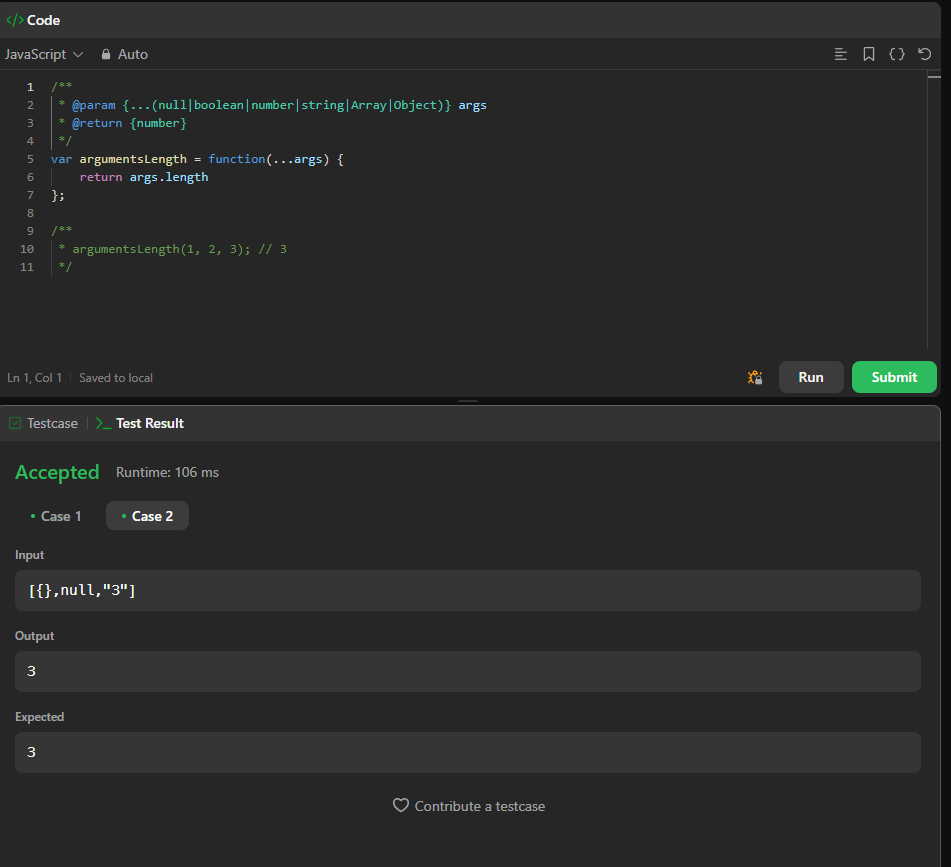 </> Code
JavaScript Auto
1 /**
2 * @param {...(null|boolean|number|string|Array|Object)} args
3 * @return {number}
4 */
5 var argumentsLength = function(...args) {
6 return args.length
7 };
8
9 /**
10 * argumentsLength(1, 2, 3); // 3
11 */
Ln 1, Col 1 | Saved to local
Run Submit
Testcase | >_ Test Result
Accepted Runtime: 106 ms
• Case 1 • Case 2
Input
[{},null,"3"]
Output
3
Expected
3
Contribute a testcase